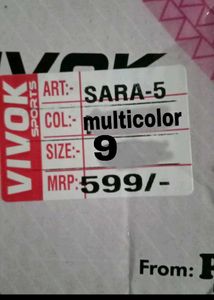 VIVOK
VIVOK
SPORTS
ART:- SARA-5
COL:- multicolor
SIZE:- 9
MRP:- 599/-
From: